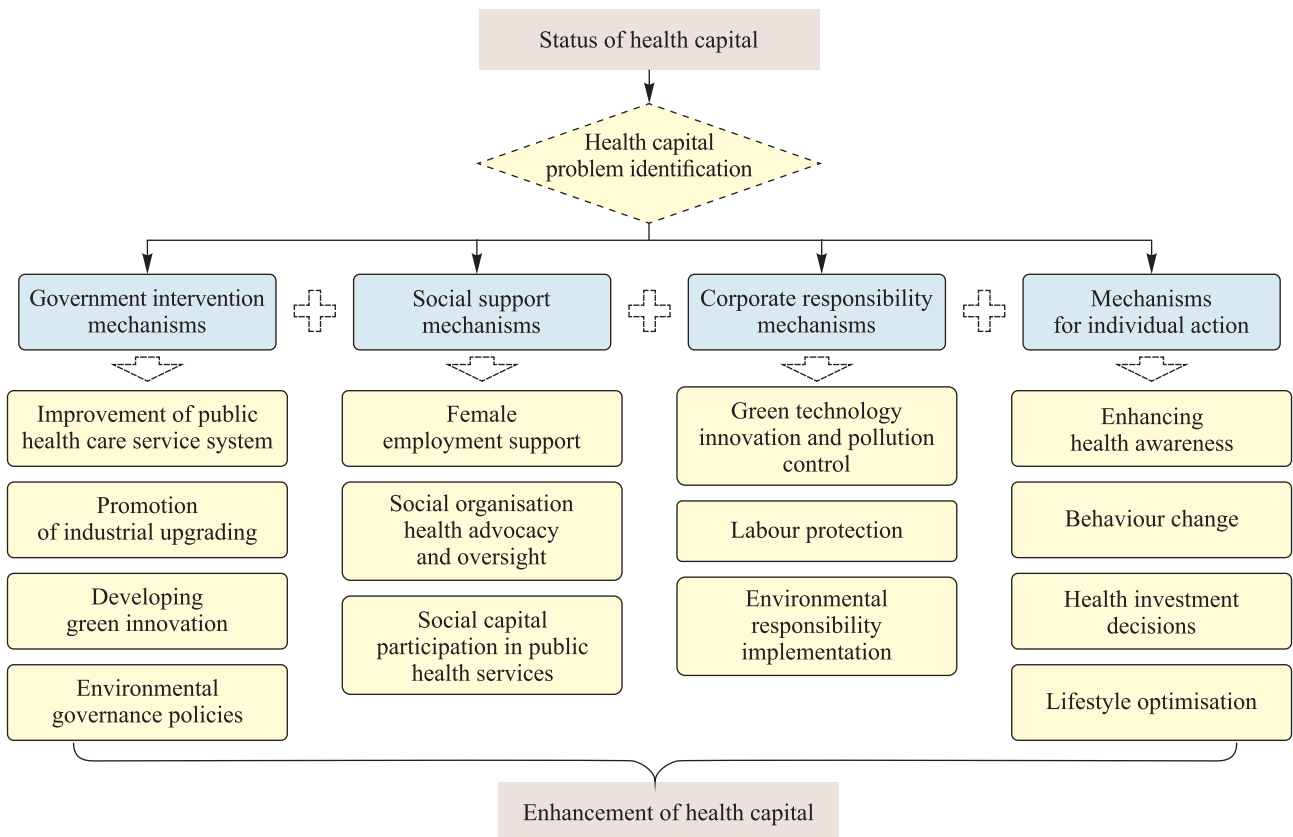 Status of health capital
Health capital
problem identification
Government intervention
mechanisms
Social support
mechanisms
Corporate responsibility
mechanisms
Mechanisms
for individual action
Improvement of public
health care service system
Promotion
of industrial upgrading
Developing
green innovation
Environmental
governance policies
Female
employment support
Social organisation
health advocacy
and oversight
Social capital
participation in public
health services
Green technology
innovation and pollution
control
Labour protection
Environmental
responsibility
implementation
Enhancing
health awareness
Behaviour change
Health investment
decisions
Lifestyle optimisation
Enhancement of health capital